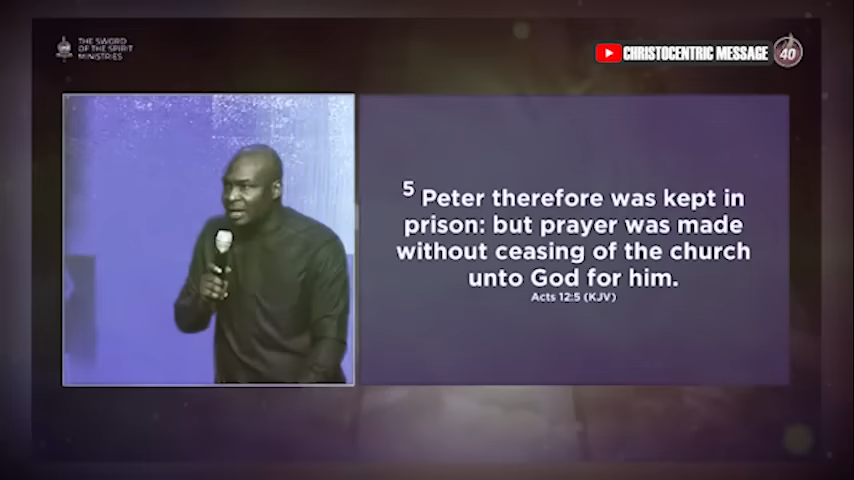 THE SWORD
OF THE SPIRIT
MINISTRIES
CHRISTOCENTRIC MESSAGE
40
5 Peter therefore was kept in
prison: but prayer was made
without ceasing of the church
unto God for him.
Acts 12:5 (KJV)